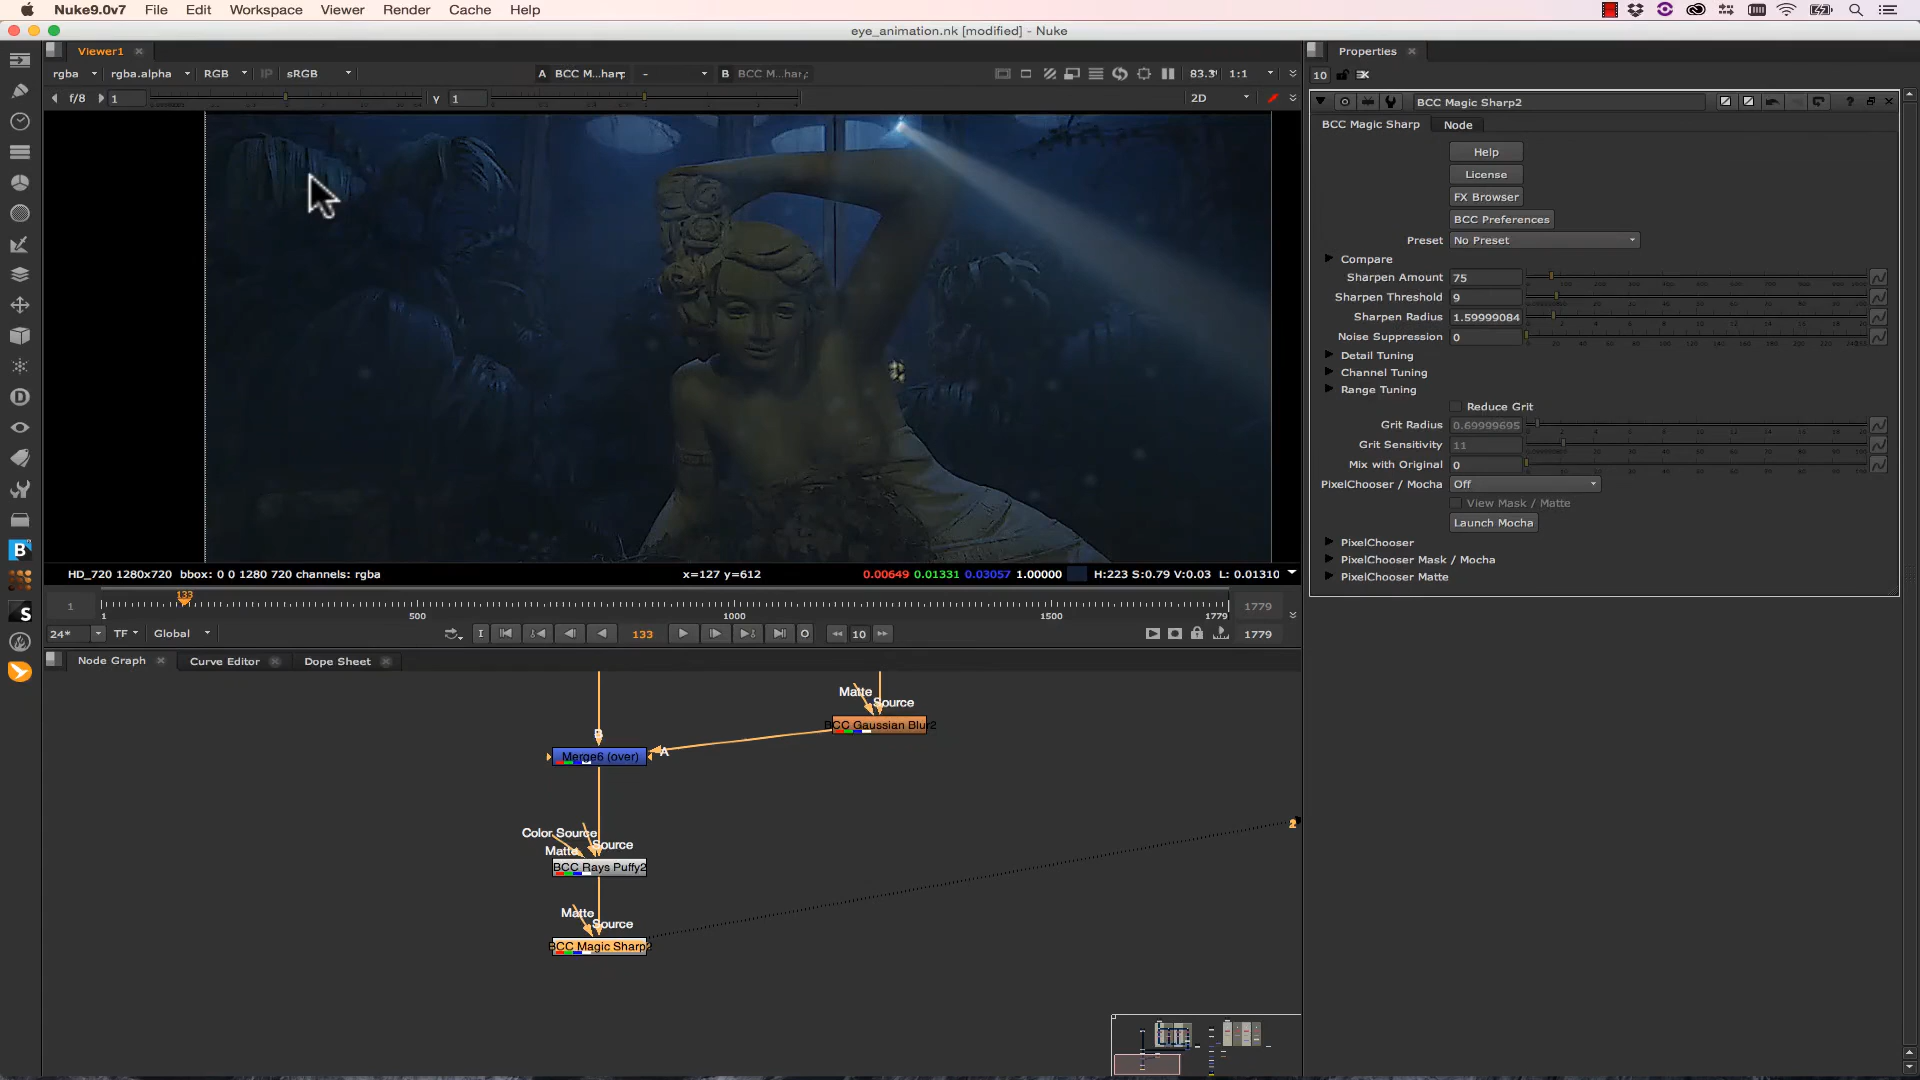 Nuke9.0v7 File Edit Workspace Viewer Render Cache Help
eye_animation.nk [modified] - Nuke
Viewer1
rgba rgba.alpha RGB IP sRGB A BCC M...harp - B 83.3 1:1
f/8 1 γ 1 2D
HD_720 1280x720 bbox: 0 0 1280 720 channels: rgba x=127 y=612 0.00649 0.01331 0.03057 1.00000 H:223 S:0.79 V:0.03 L: 0.01310
1 133 1779
1 500 1000 1500 1779
24* TF Global I 133 O 10 1779
Node Graph Curve Editor Dope Sheet
Matte
Source
BCC Gaussian Blur2
B
A
Merge6 (over)
Color Source
Source
Matte
BCC Rays Puffy2
Matte
Source
BCC Magic Sharp2
Properties
10
BCC Magic Sharp2
BCC Magic Sharp Node
Help
License
FX Browser
BCC Preferences
Preset No Preset
Compare
Sharpen Amount 75
Sharpen Threshold 9
Sharpen Radius 1.59999084
Noise Suppression 0
Detail Tuning
Channel Tuning
Range Tuning
Reduce Grit
Grit Radius 0.69999695
Grit Sensitivity 11
Mix with Original 0
PixelChooser / Mocha Off
View Mask / Matte
Launch Mocha
PixelChooser
PixelChooser Mask / Mocha
PixelChooser Matte